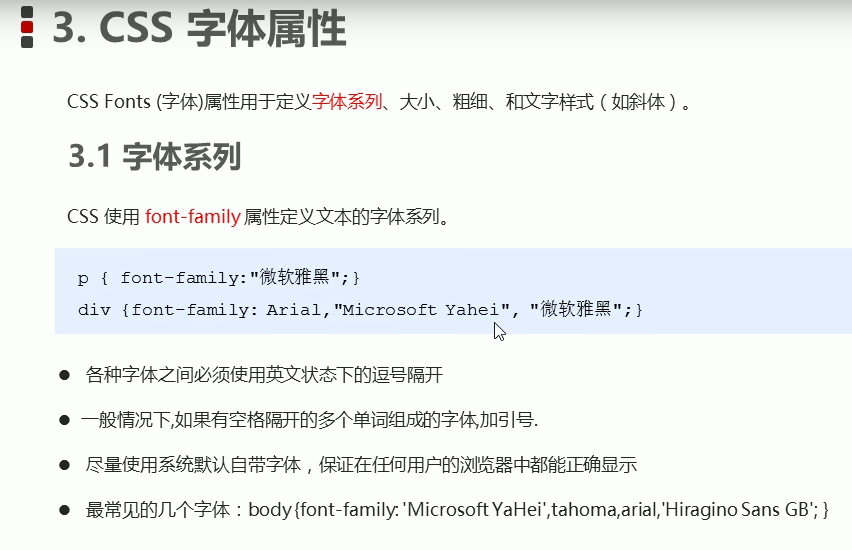 3. CSS 字体属性
CSS Fonts (字体)属性用于定义字体系列、大小、粗细、和文字样式（如斜体）。
3.1 字体系列
CSS 使用 font-family 属性定义文本的字体系列。
p { font-family:"微软雅黑";}
div {font-family: Arial,"Microsoft Yahei", "微软雅黑";}
● 各种字体之间必须使用英文状态下的逗号隔开
● 一般情况下,如果有空格隔开的多个单词组成的字体,加引号.
● 尽量使用系统默认自带字体，保证在任何用户的浏览器中都能正确显示
● 最常见的几个字体：body{font-family: 'Microsoft YaHei',tahoma,arial,'Hiragino Sans GB'; }